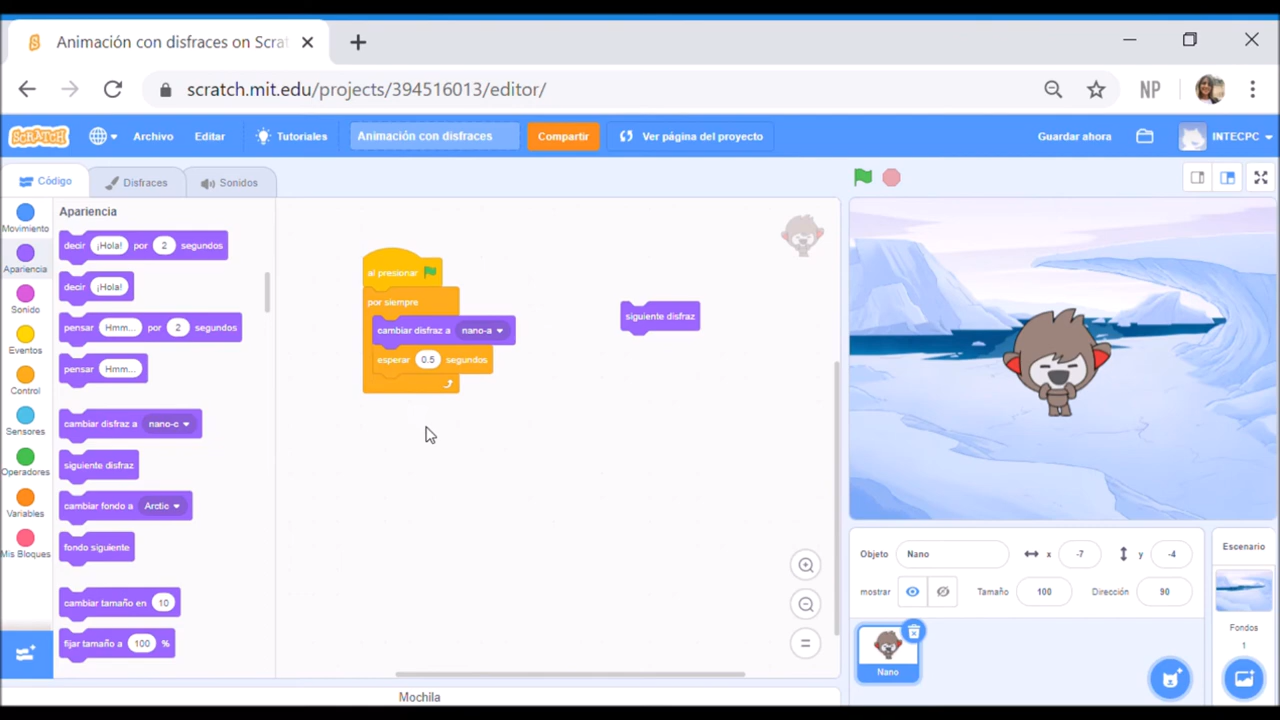 Animación con disfraces on Scrat
scratch.mit.edu/projects/394516013/editor/
NP
SCRATCH
Archivo
Editar
Tutoriales
Animación con disfraces
Compartir
Ver página del proyecto
Guardar ahora
INTECPC
Código
Disfraces
Sonidos
Movimiento
Apariencia
Sonido
Eventos
Control
Sensores
Operadores
Variables
Mis Bloques
Apariencia
decir ¡Hola! por 2 segundos
decir ¡Hola!
pensar Hmm... por 2 segundos
pensar Hmm...
cambiar disfraz a nano-c
siguiente disfraz
cambiar fondo a Arctic
fondo siguiente
cambiar tamaño en 10
fijar tamaño a 100 %
al presionar
por siempre
cambiar disfraz a nano-a
esperar 0.5 segundos
siguiente disfraz
Mochila
Objeto Nano x -7 y -4
mostrar Tamaño 100 Dirección 90
Nano
Escenario
Fondos
1